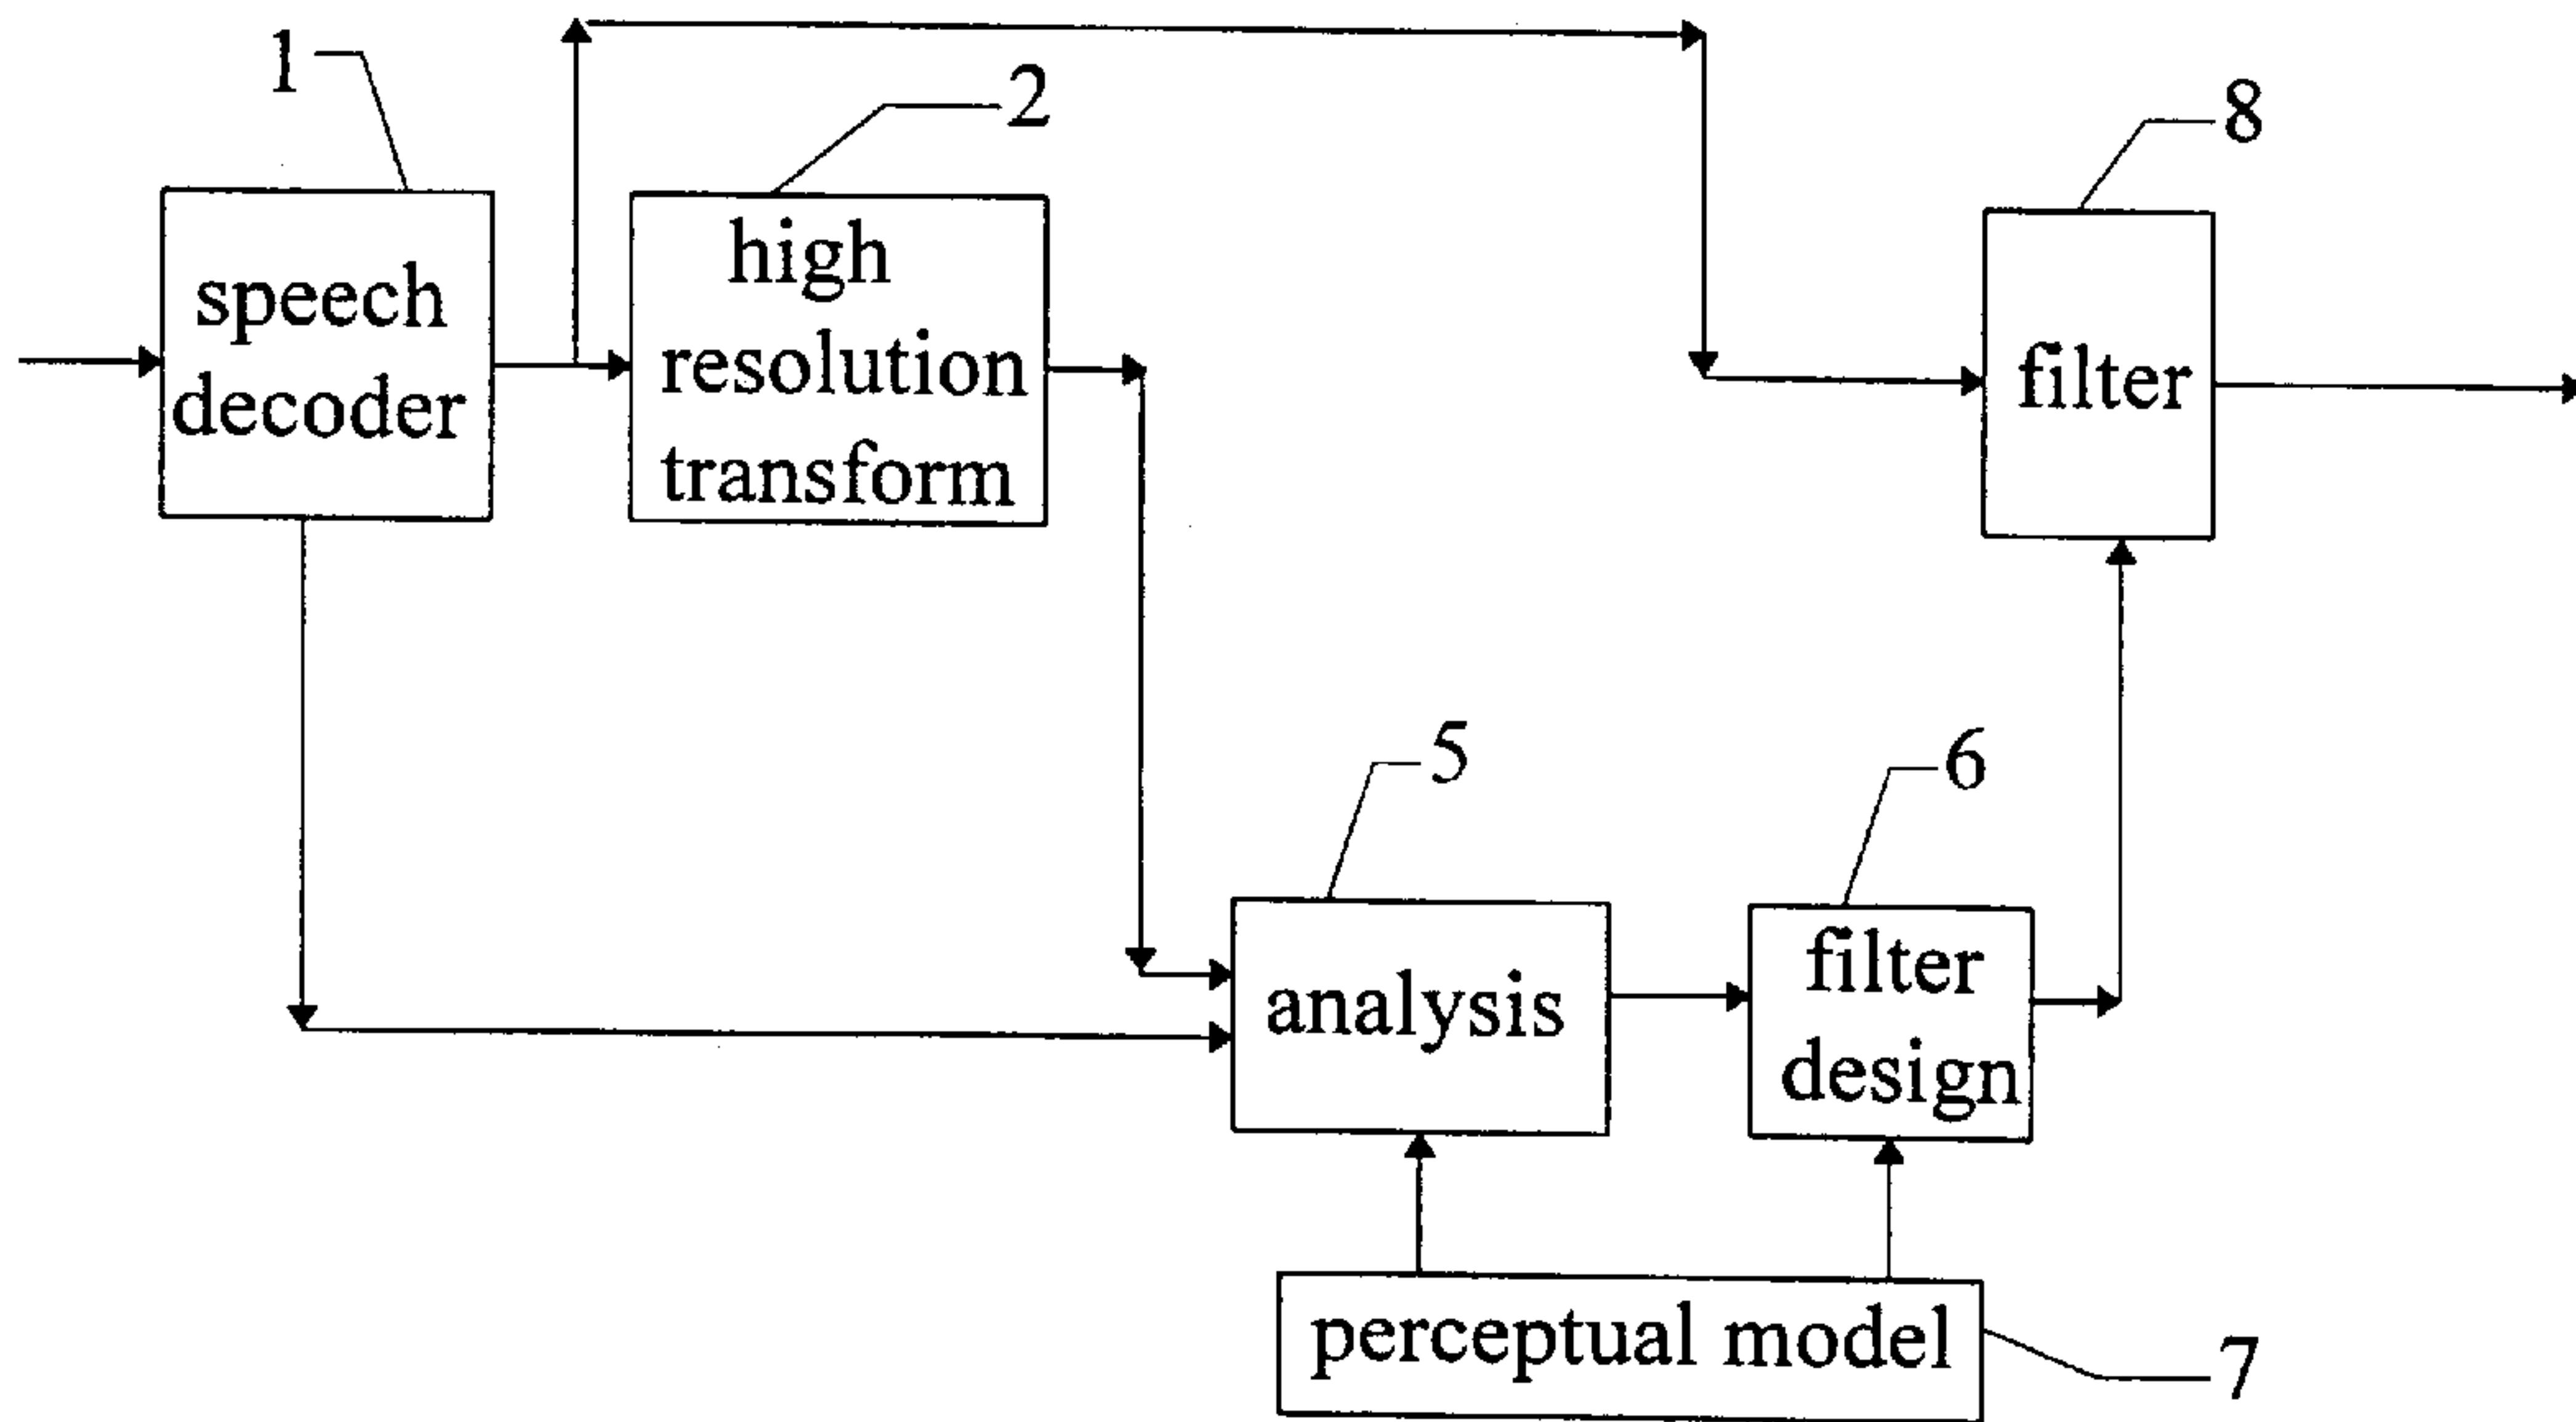 1
2
8
speech
decoder
high
resolution
transform
filter
5
6
analysis
filter
design
perceptual model
7